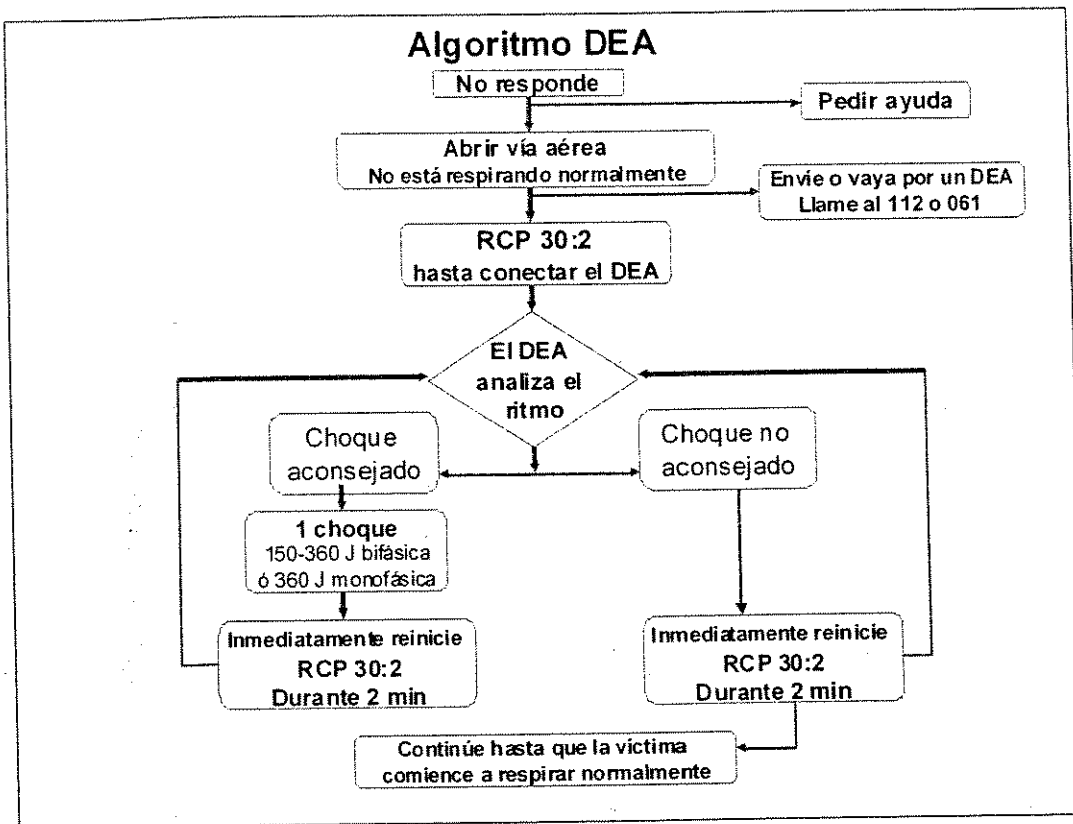 Algoritmo DEA
No responde
Pedir ayuda
Abrir vía aérea
No está respirando normalmente
Envíe o vaya por un DEA
Llame al 112 o 061
RCP 30:2
hasta conectar el DEA
El DEA
analiza el
ritmo
Choque
aconsejado
Choque no
aconsejado
1 choque
150-360 J bifásica
ó 360 J monofásica
Inmediatamente reinicie
RCP 30:2
Durante 2 min
Inmediatamente reinicie
RCP 30:2
Durante 2 min
Continúe hasta que la víctima
comience a respirar normalmente